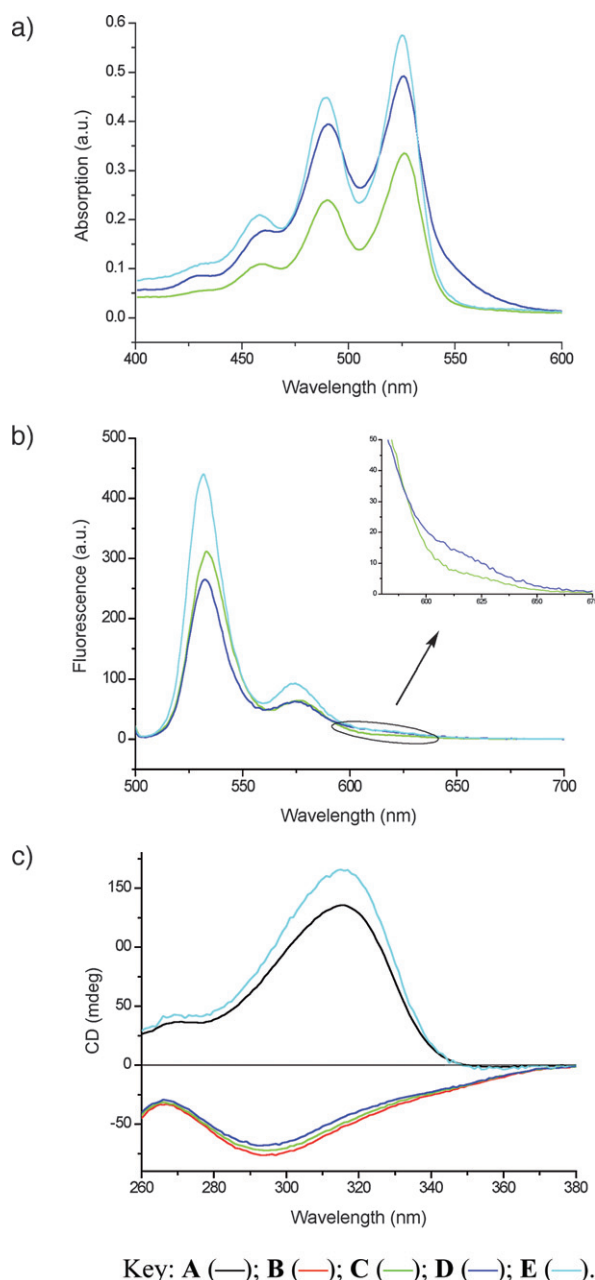 a)
0.6
0.5
0.4
0.3
0.2
0.1
0.0
Absorption (a.u.)
400 450 500 550 600
Wavelength (nm)
b)
500
400
300
200
100
0
Fluorescence (a.u.)
50
40
30
20
10
0
600 625 650
500 550 600 650 700
Wavelength (nm)
c)
150
00
50
0
-50
CD (mdeg)
260 280 300 320 340 360 380
Wavelength (nm)
Key: A (—); B (—); C (—); D (—); E (—).